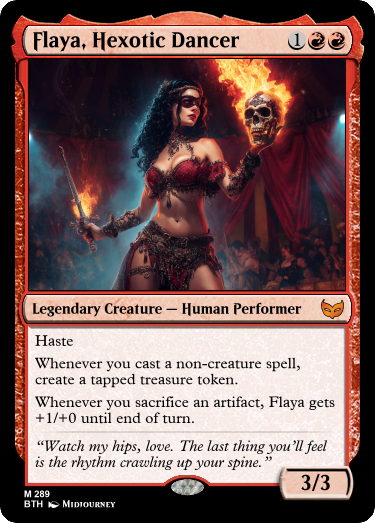 Flaya, Hexotic Dancer 1
Legendary Creature — Human Performer
Haste
Whenever you cast a non-creature spell,
create a tapped treasure token.
Whenever you sacrifice an artifact, Flaya gets
+1/+0 until end of turn.
“Watch my hips, love. The last thing you’ll feel
is the rhythm crawling up your spine.”
3/3
M 289
BTH Midjourney